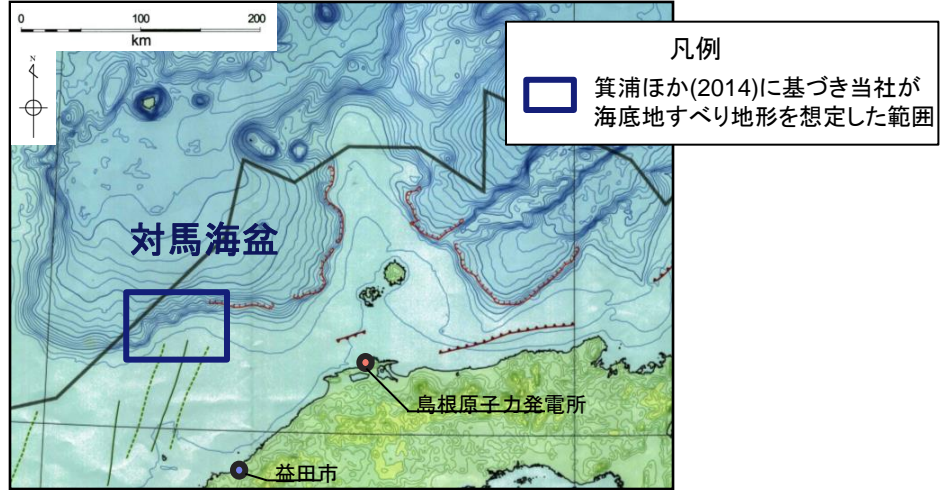 0 100 200
km
N
凡例
箕浦ほか(2014)に基づき当社が
海底地すべり地形を想定した範囲
対馬海盆
島根原子力発電所
益田市